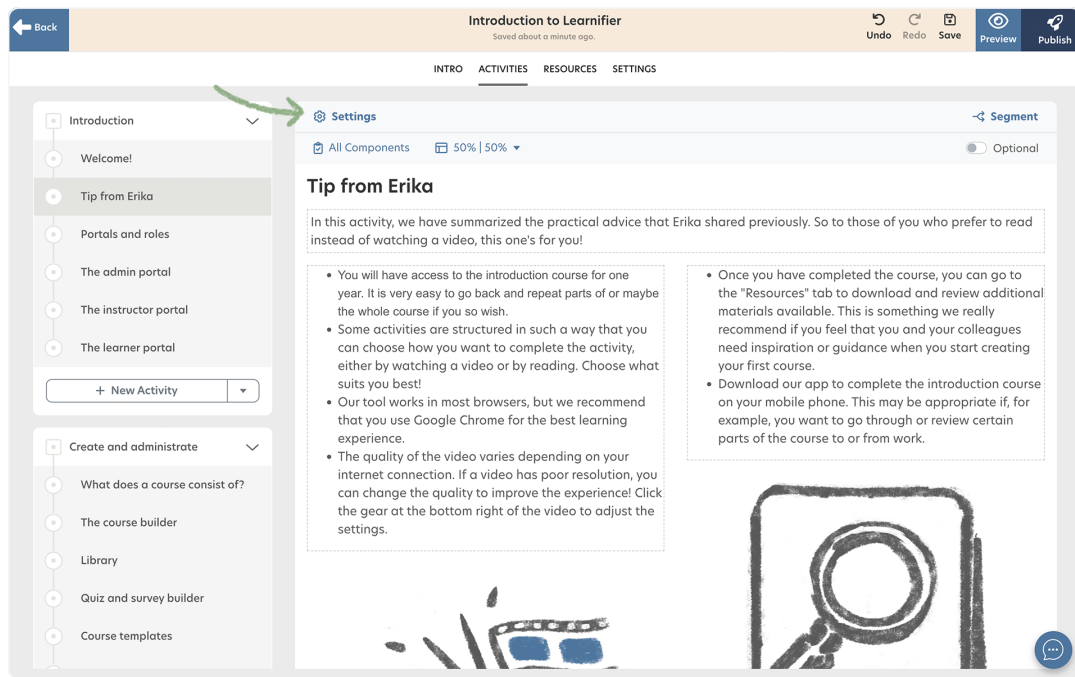 Back
Introduction to Learnifier
Saved about a minute ago.
Undo
Redo
Save
Preview
Publish
INTRO
ACTIVITIES
RESOURCES
SETTINGS
Introduction
Welcome!
Tip from Erika
Portals and roles
The admin portal
The instructor portal
The learner portal
+ New Activity
Create and administrate
What does a course consist of?
The course builder
Library
Quiz and survey builder
Course templates
Settings
Segment
All Components
50% | 50%
Optional
Tip from Erika
In this activity, we have summarized the practical advice that Erika shared previously. So to those of you who prefer to read
instead of watching a video, this one's for you!
• You will have access to the introduction course for one
year. It is very easy to go back and repeat parts of or maybe
the whole course if you so wish.
• Some activities are structured in such a way that you
can choose how you want to complete the activity,
either by watching a video or by reading. Choose what
suits you best!
• Our tool works in most browsers, but we recommend
that you use Google Chrome for the best learning
experience.
• The quality of the video varies depending on your
internet connection. If a video has poor resolution, you
can change the quality to improve the experience! Click
the gear at the bottom right of the video to adjust the
settings.
• Once you have completed the course, you can go to
the "Resources" tab to download and review additional
materials available. This is something we really
recommend if you feel that you and your colleagues
need inspiration or guidance when you start creating
your first course.
• Download our app to complete the introduction course
on your mobile phone. This may be appropriate if, for
example, you want to go through or review certain
parts of the course to or from work.